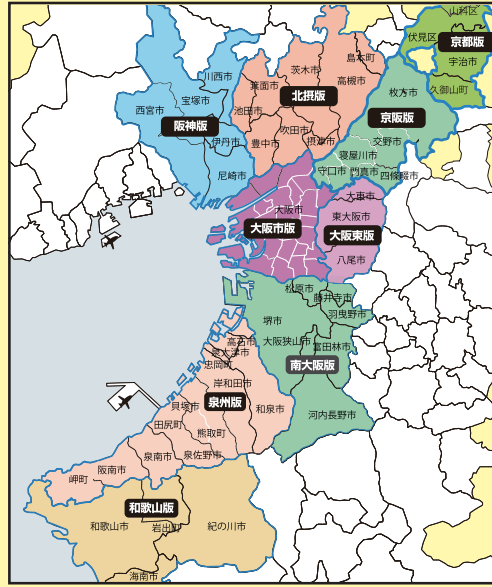 山科区
伏見区
京都版
宇治市
久御山町
島本町
茨木市
高槻市
川西市
箕面市
北摂版
枚方市
宝塚市
西宮市
池田市
京阪版
阪神版
吹田市
伊丹市
豊中市
摂津市
交野市
寝屋川市
守口市
門真市
四條畷市
尼崎市
大東市
大阪市
東大阪市
大阪市版
大阪東版
八尾市
松原市
藤井寺市
羽曳野市
堺市
高石市
大阪狭山市
富田林市
泉大津市
忠岡町
南大阪版
岸和田市
泉州版
貝塚市
和泉市
河内長野市
田尻町
熊取町
泉南市
泉佐野市
阪南市
岬町
和歌山版
和歌山市
岩出町
紀の川市
海南市